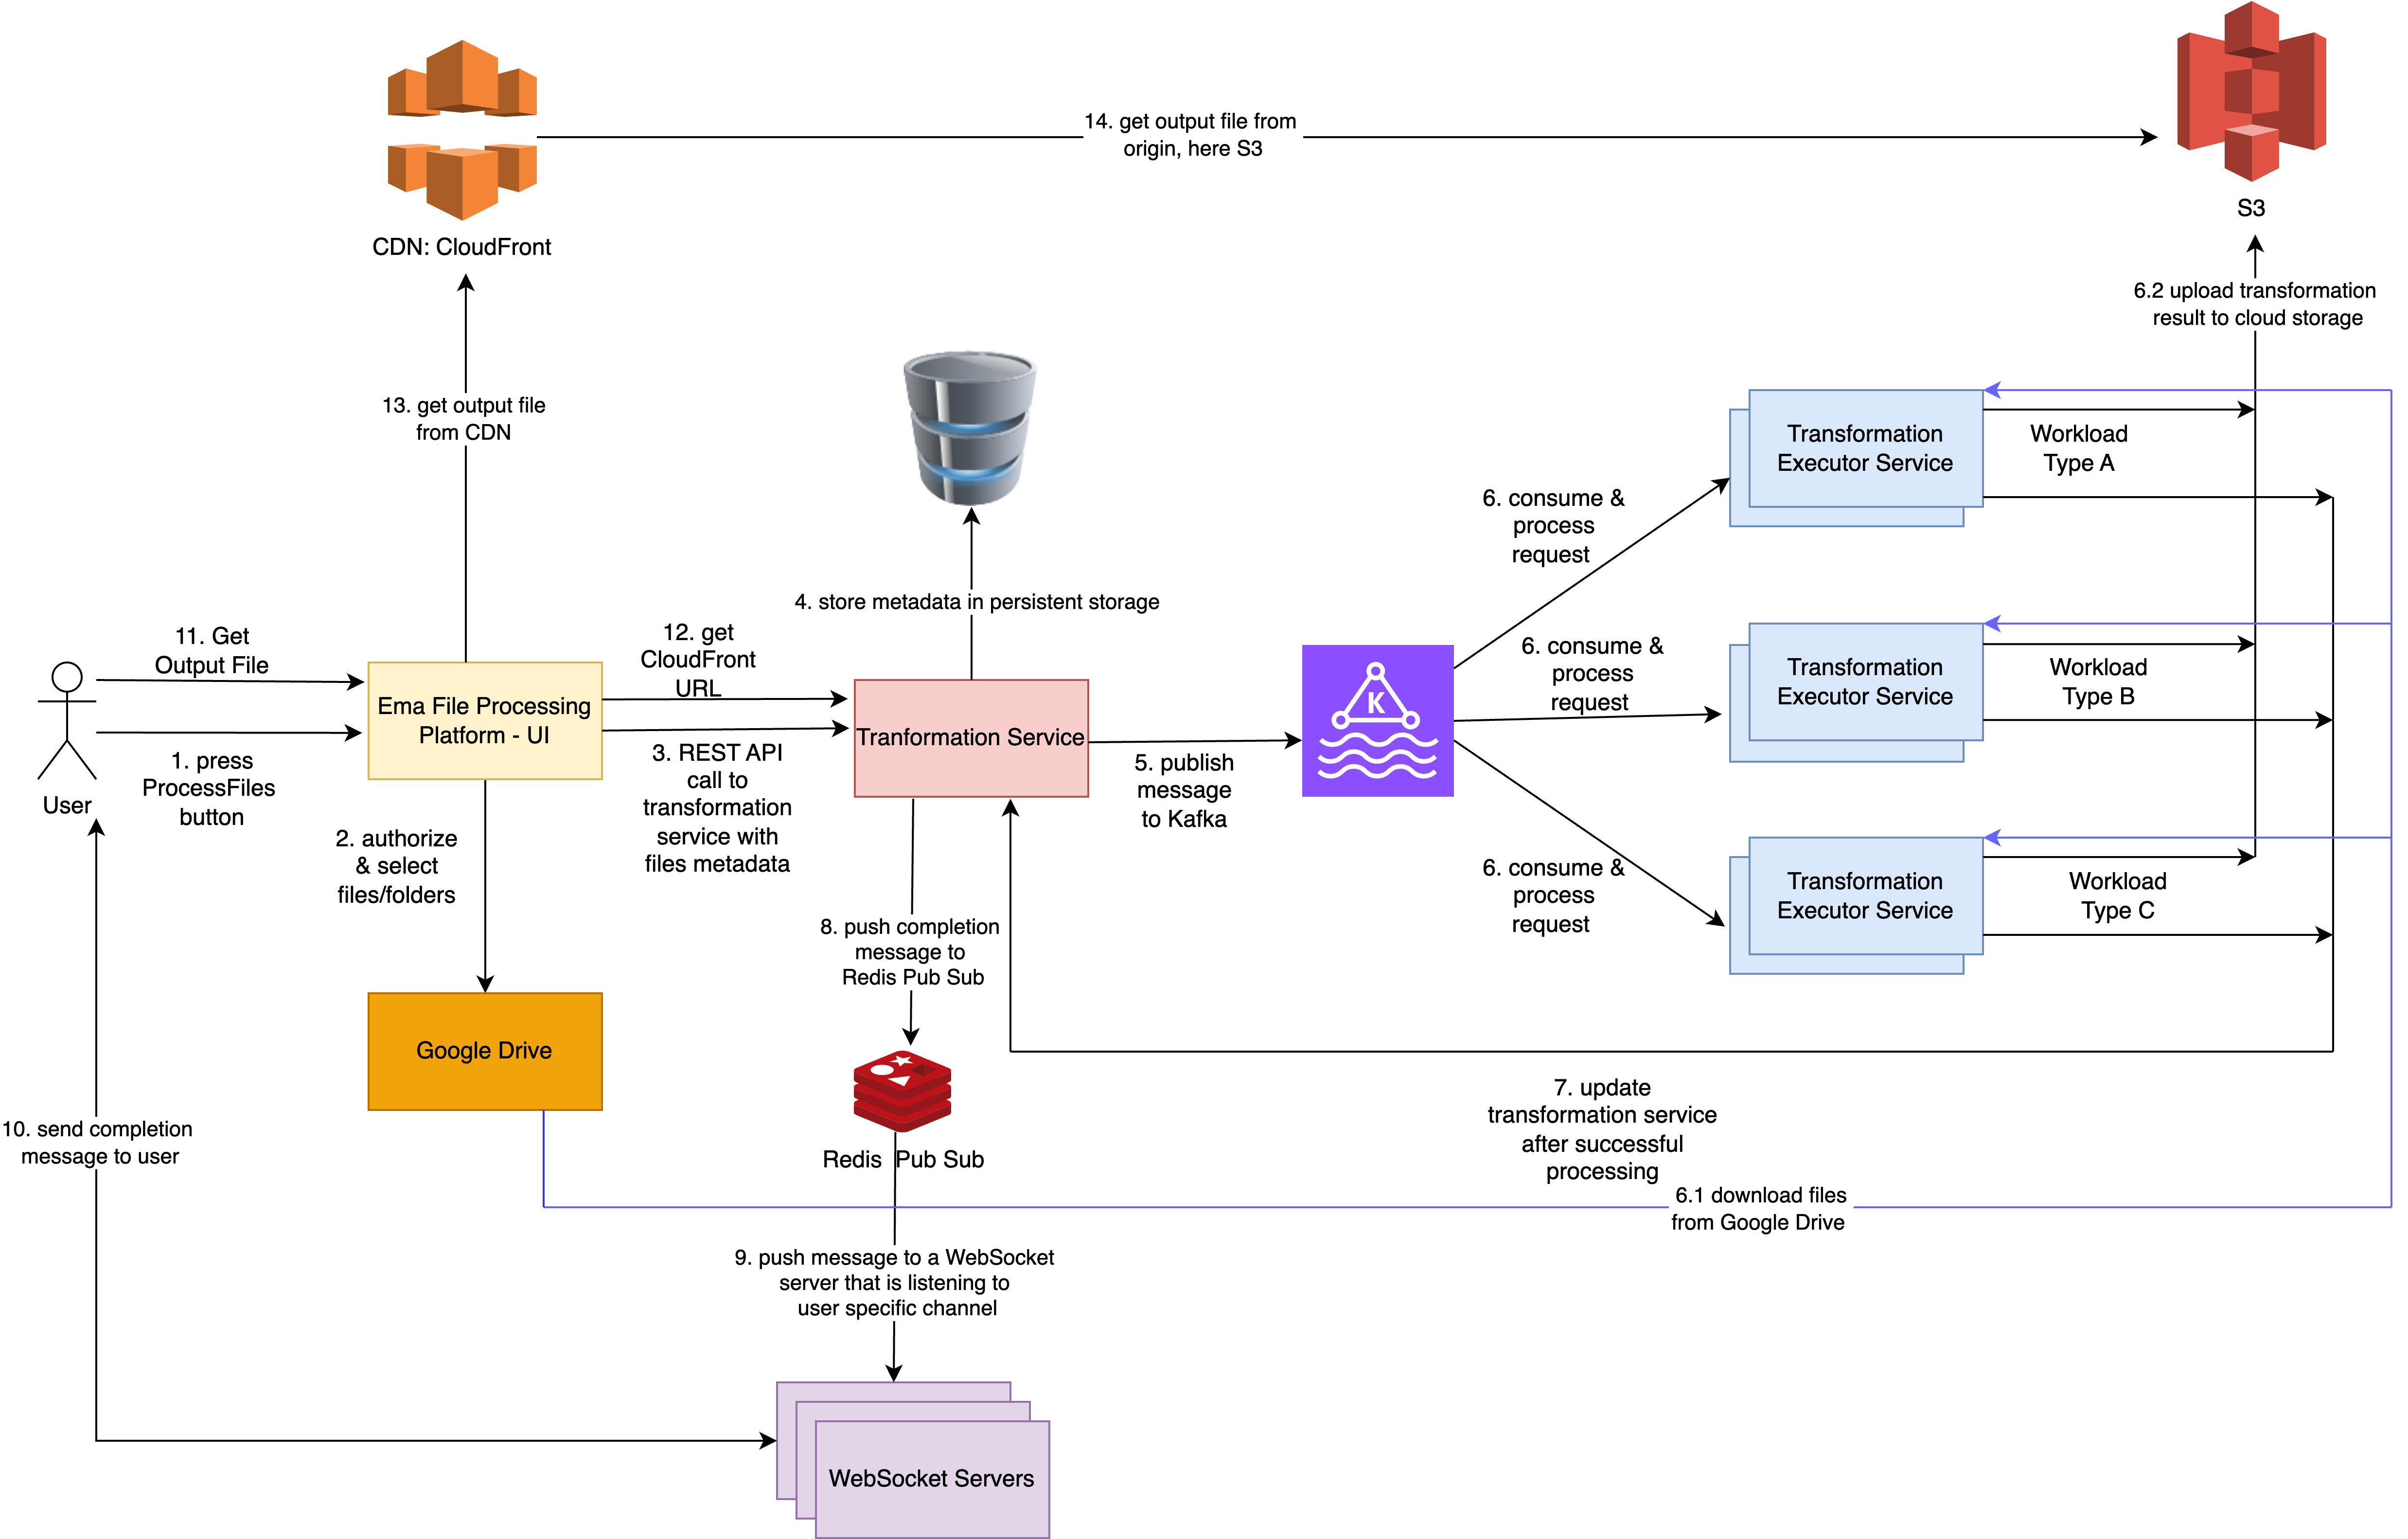 14. get output file from
origin, here S3
S3
CDN: CloudFront
6.2 upload transformation
result to cloud storage
13. get output file
from CDN
Transformation
Executor Service
Workload
Type A
6. consume &
process
request
4. store metadata in persistent storage
11. Get
Output File
12. get
CloudFront
URL
6. consume &
process
request
Transformation
Executor Service
Workload
Type B
Ema File Processing
Platform - UI
Tranformation Service
K
User
1. press
ProcessFiles
button
3. REST API
call to
transformation
service with
files metadata
5. publish
message
to Kafka
2. authorize
& select
files/folders
6. consume &
process
request
Transformation
Executor Service
Workload
Type C
8. push completion
message to
Redis Pub Sub
Google Drive
10. send completion
message to user
Redis Pub Sub
7. update
transformation service
after successful
processing
6.1 download files
from Google Drive
9. push message to a WebSocket
server that is listening to
user specific channel
WebSocket Servers